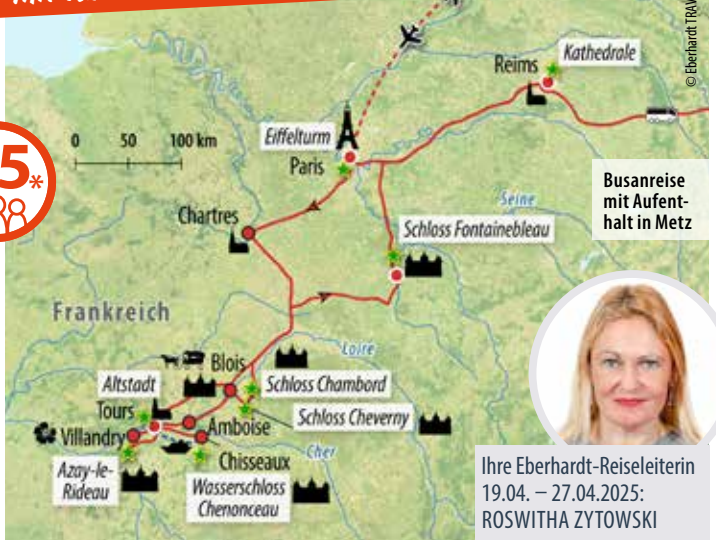 © Eberhardt TRAV
Reims
Kathedrale
0 50 100 km
Eiffelturm
Paris
5*
Busanreise
mit Aufent-
halt in Metz
Seine
Chartres
Schloss Fontainebleau
Frankreich
Loire
Blois
Altstadt
Schloss Chambord
Tours
Schloss Cheverny
Villandry
Amboise
Cher
Azay-le-
Rideau
Chisseaux
Wasserschloss
Chenonceau
Ihre Eberhardt-Reiseleiterin
19.04. – 27.04.2025:
ROSWITHA ZYTOWSKI